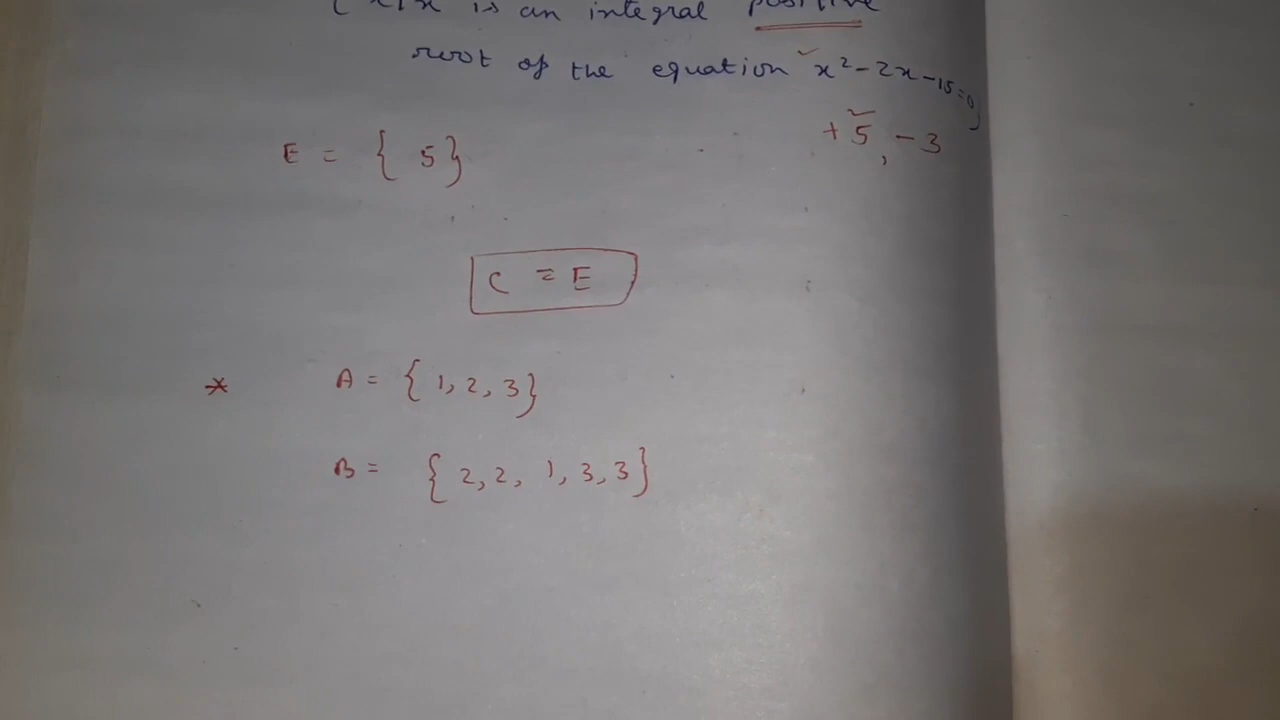 x | x is an integral positive
root of the equation x² - 2x - 15 = 0}
+5, -3
E = { 5 }
C = E
* A = { 1, 2, 3 }
B = { 2, 2, 1, 3, 3 }